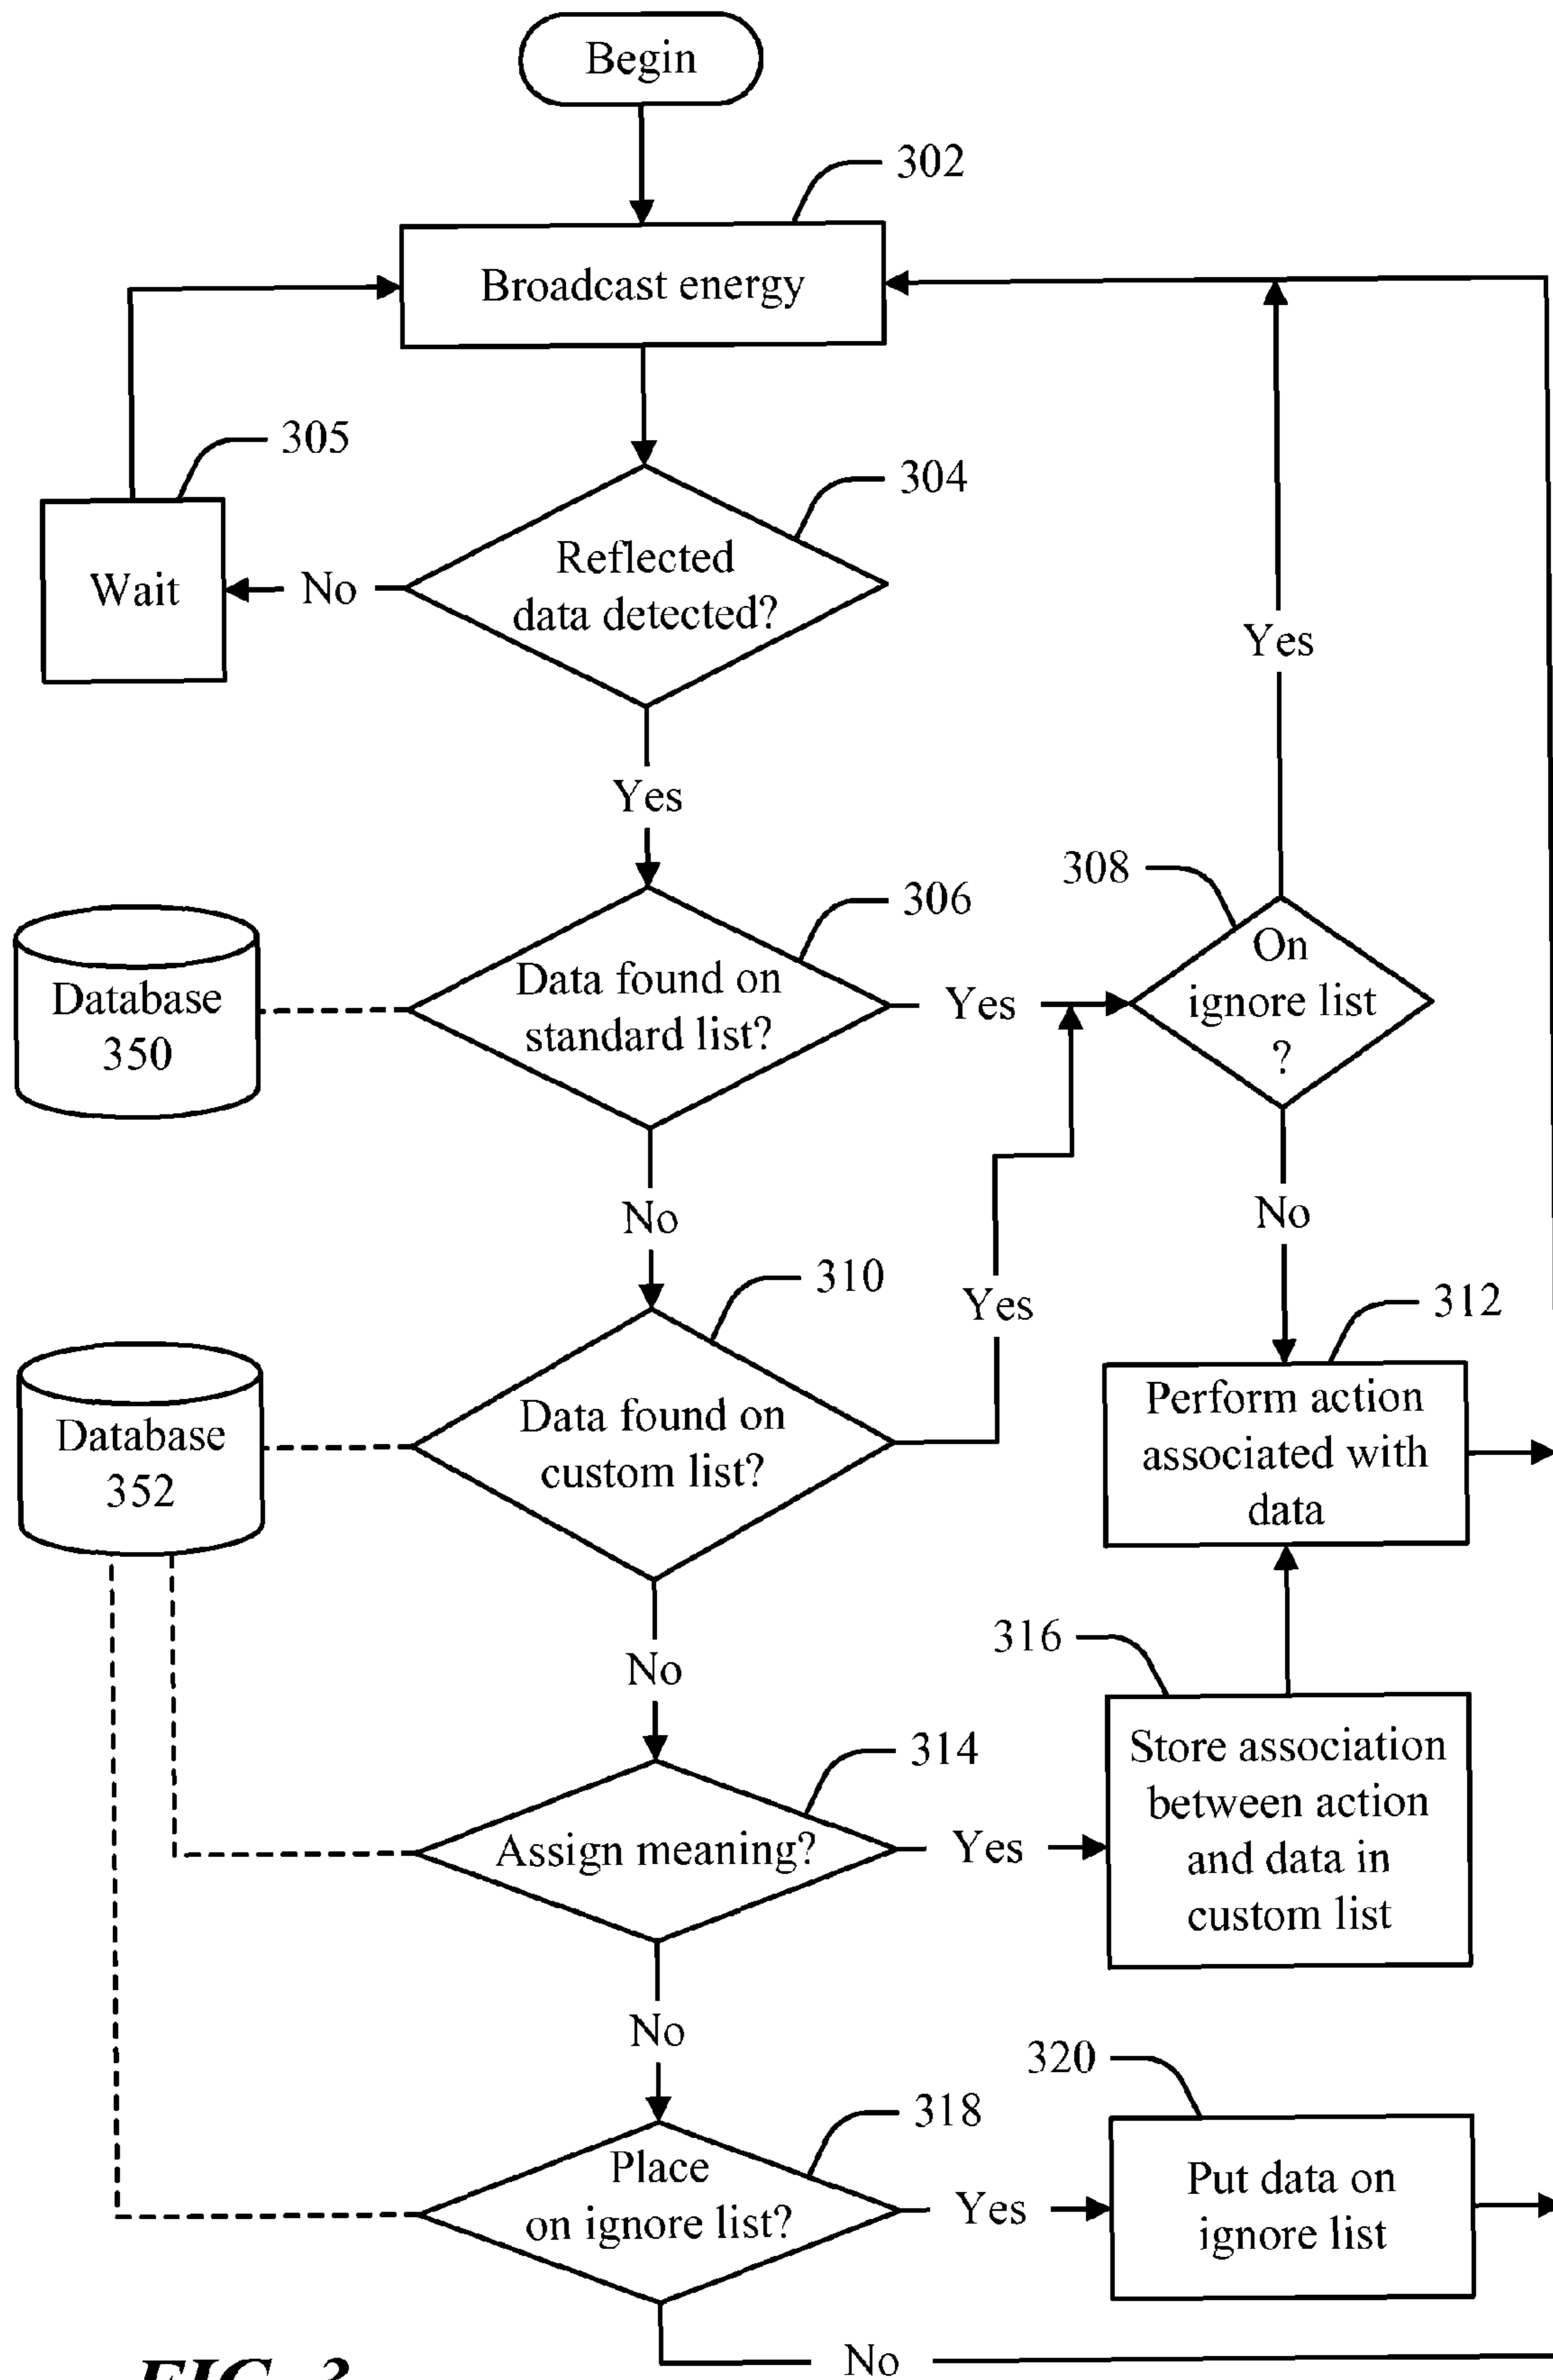 Begin
302
Broadcast energy
305
304
Wait
No
Reflected
data detected?
Yes
Yes
308
306
On
ignore list
?
Database
350
Data found on
standard list?
Yes
No
No
310
Yes
312
Database
352
Data found on
custom list?
Perform action
associated with
data
No
316
314
Assign meaning?
Yes
Store association
between action
and data in
custom list
No
320
318
Place
on ignore list?
Yes
Put data on
ignore list
No
FIG. 3